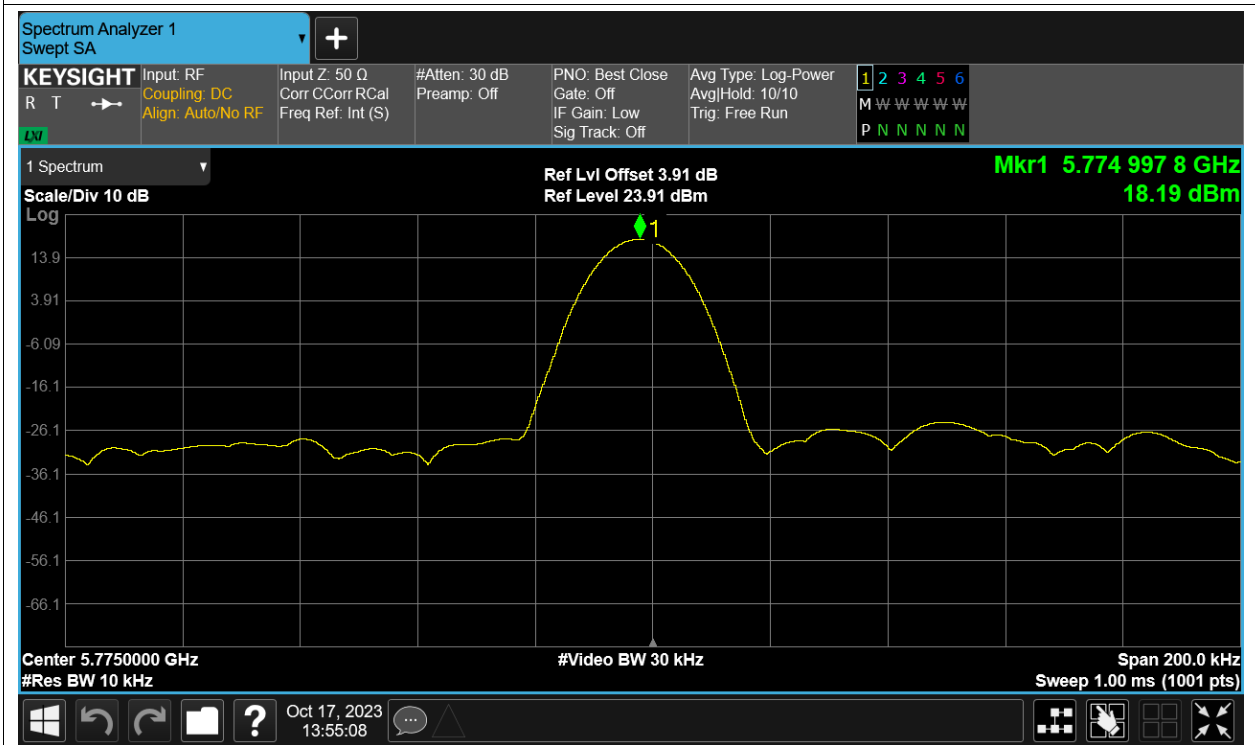 Spectrum Analyzer 1
Swept SA
KEYSIGHT
R T
LXI
Input: RF
Coupling: DC
Align: Auto/No RF
Input Z: 50 Ω
Corr CCorr RCal
Freq Ref: Int (S)
#Atten: 30 dB
Preamp: Off
PNO: Best Close
Gate: Off
IF Gain: Low
Sig Track: Off
Avg Type: Log-Power
Avg|Hold: 10/10
Trig: Free Run
1 2 3 4 5 6
M W W W W W
P N N N N N
1 Spectrum
Scale/Div 10 dB
Log
Ref Lvl Offset 3.91 dB
Ref Level 23.91 dBm
Mkr1 5.774 997 8 GHz
18.19 dBm
1
13.9
3.91
-6.09
-16.1
-26.1
-36.1
-46.1
-56.1
-66.1
Center 5.7750000 GHz
#Res BW 10 kHz
#Video BW 30 kHz
Span 200.0 kHz
Sweep 1.00 ms (1001 pts)
?
Oct 17, 2023
13:55:08